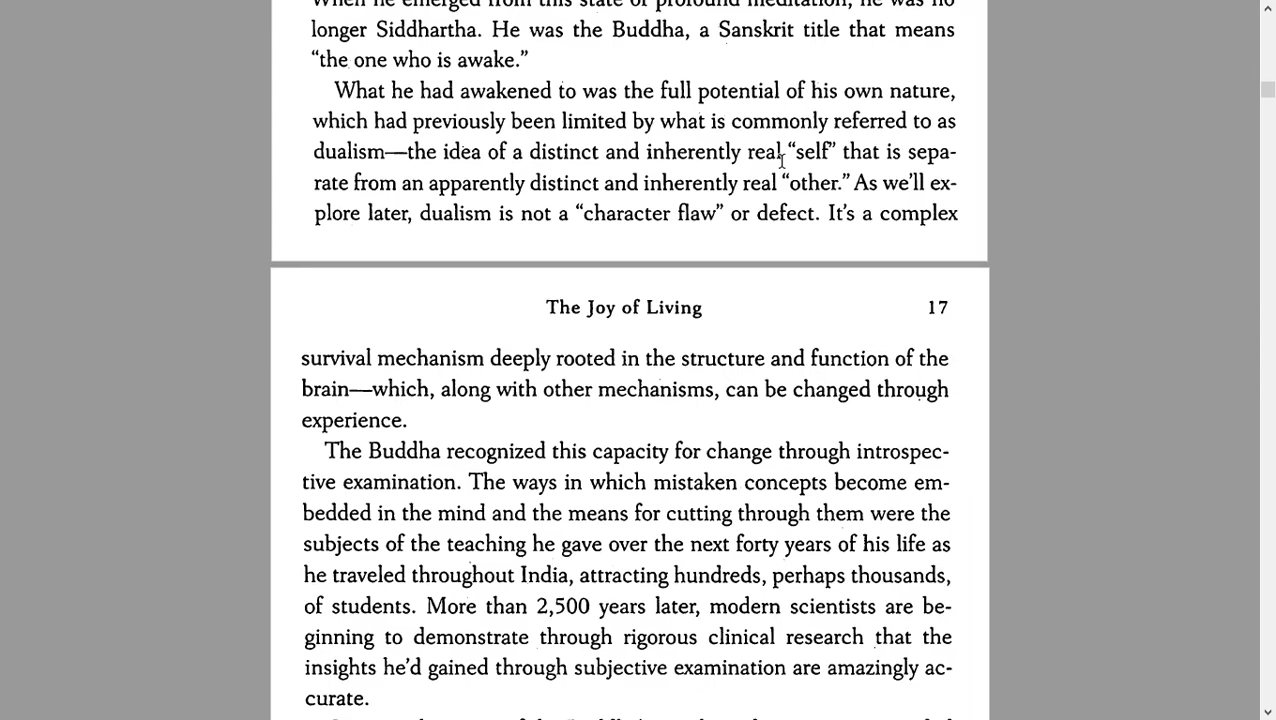 When he emerged from this state of profound meditation, he was no
longer Siddhartha. He was the Buddha, a Sanskrit title that means
“the one who is awake.”
What he had awakened to was the full potential of his own nature,
which had previously been limited by what is commonly referred to as
dualism—the idea of a distinct and inherently real “self” that is sepa-
rate from an apparently distinct and inherently real “other.” As we’ll ex-
plore later, dualism is not a “character flaw” or defect. It’s a complex
The Joy of Living 17
survival mechanism deeply rooted in the structure and function of the
brain—which, along with other mechanisms, can be changed through
experience.
The Buddha recognized this capacity for change through introspec-
tive examination. The ways in which mistaken concepts become em-
bedded in the mind and the means for cutting through them were the
subjects of the teaching he gave over the next forty years of his life as
he traveled throughout India, attracting hundreds, perhaps thousands,
of students. More than 2,500 years later, modern scientists are be-
ginning to demonstrate through rigorous clinical research that the
insights he’d gained through subjective examination are amazingly ac-
curate.